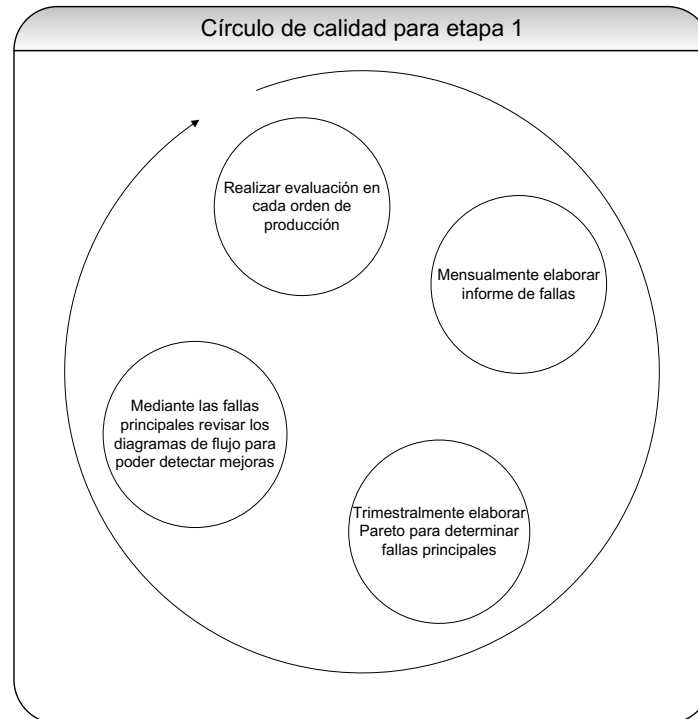 Círculo de calidad para etapa 1
Realizar evaluación en
cada orden de
producción
Mensualmente elaborar
informe de fallas
Trimestralmente elaborar
Pareto para determinar
fallas principales
Mediante las fallas
principales revisar los
diagramas de flujo para
poder detectar mejoras